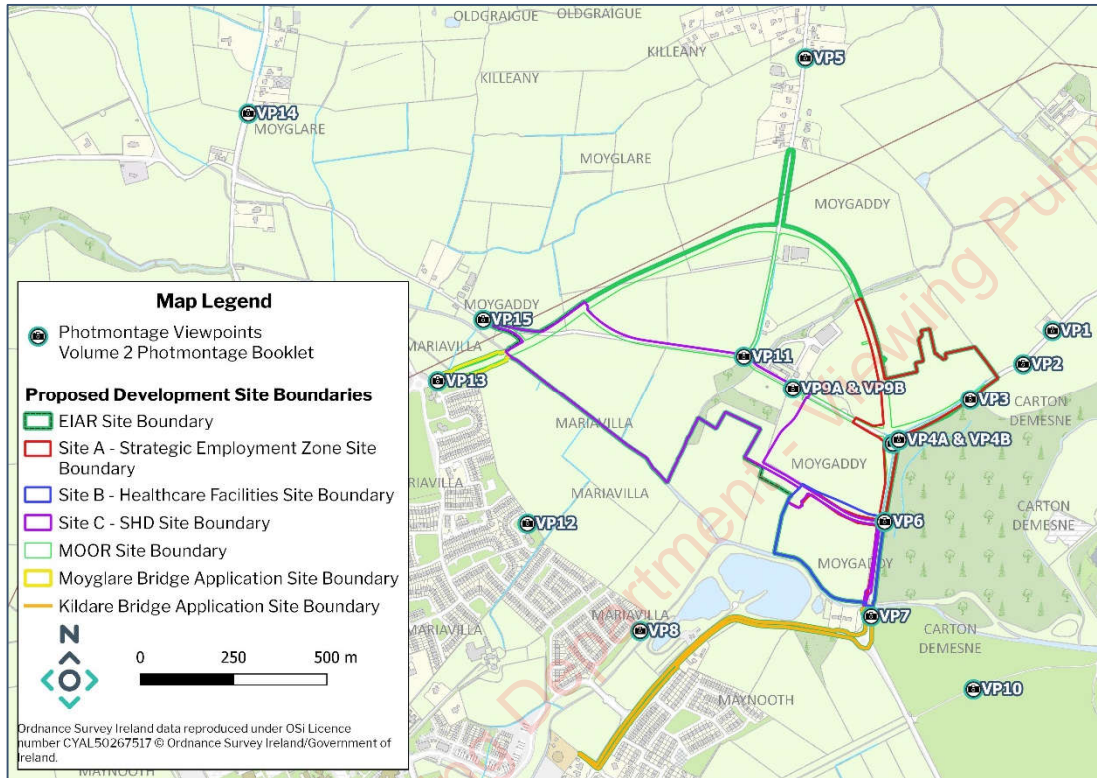 OLDGRAIGUE
OLDGRAIGUE
KILLEANY
KILLEANY
VP5
VP14
MOYGLARE
MOYGLARE
MOYGADDY
MOYGADDY
VP15
MARIAVILLA
VP13
VP11
VP9A & VP9B
VP1
VP2
VP3
CARTON
DEMESNE
VP4A & VP4B
MARIAVILLA
MOYGADDY
MARIAVILLA
MARIAVILLA
VP12
VP6
CARTON
DEMESNE
MOYGADDY
VP7
MARIAVILLA
VP8
MARIAVILLA
CARTON
DEMESNE
VP10
MAYNOOTH
MAYNOOTH
Department - Viewing Purp
Map Legend
Photmontage Viewpoints
Volume 2 Photmontage Booklet
Proposed Development Site Boundaries
EIAR Site Boundary
Site A - Strategic Employment Zone Site
Boundary
Site B - Healthcare Facilities Site Boundary
Site C - SHD Site Boundary
MOOR Site Boundary
Moyglare Bridge Application Site Boundary
Kildare Bridge Application Site Boundary
N
0 250 500 m
Ordnance Survey Ireland data reproduced under OSi Licence
number CYAL50267517 © Ordnance Survey Ireland/Government of
Ireland.